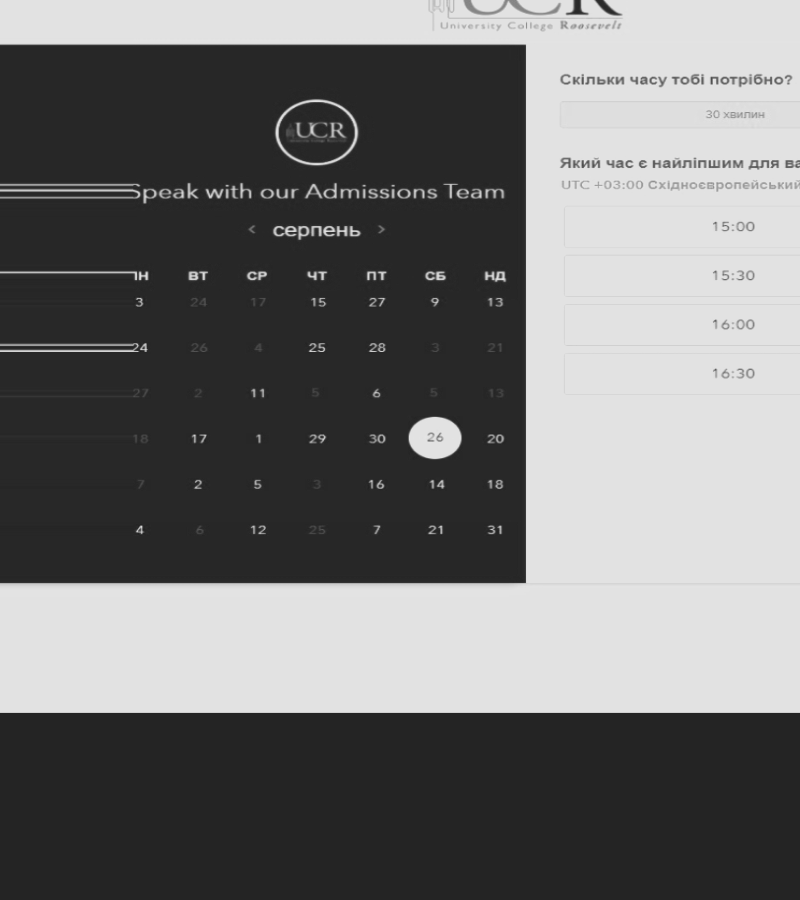 UCR
University College Roosevelt
UCR
Speak with our Admissions Team
< серпень >
ПН ВТ СР ЧТ ПТ СБ НД
3 24 17 15 27 9 13
24 26 4 25 28 3 21
27 2 11 5 6 5 13
18 17 1 29 30 26 20
7 2 5 3 16 14 18
4 6 12 25 7 21 31
Скільки часу тобі потрібно?
30 хвилин
Який час є найліпшим для ва
UTC +03:00 Східноєвропейський
15:00
15:30
16:00
16:30